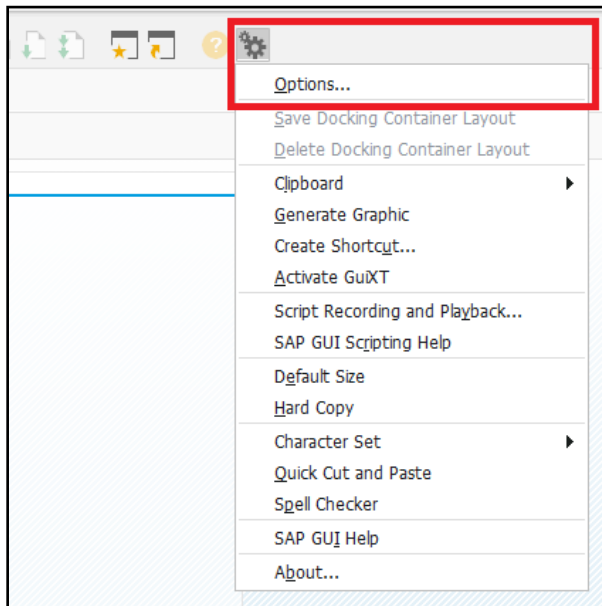 ?
Options...
Save Docking Container Layout
Delete Docking Container Layout
Clipboard
Generate Graphic
Create Shortcut...
Activate GuiXT
Script Recording and Playback...
SAP GUI Scripting Help
Default Size
Hard Copy
Character Set
Quick Cut and Paste
Spell Checker
SAP GUI Help
About...